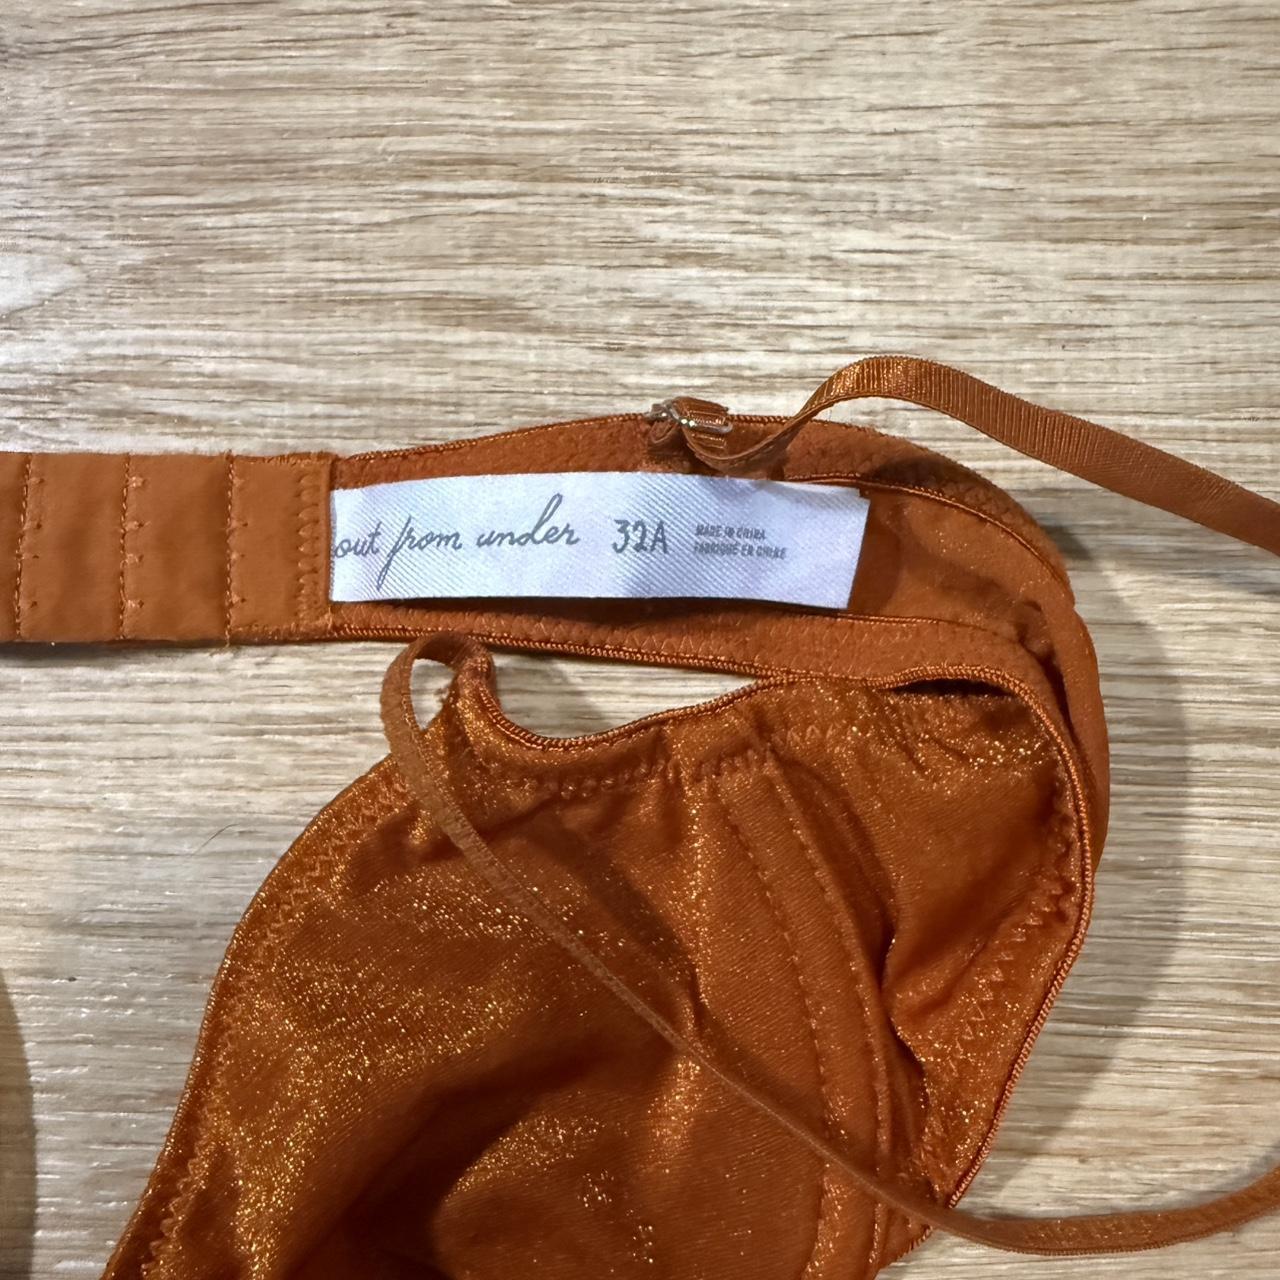 out from under 32A
MADE IN CHINA
FABRIQUÉ EN CHINE